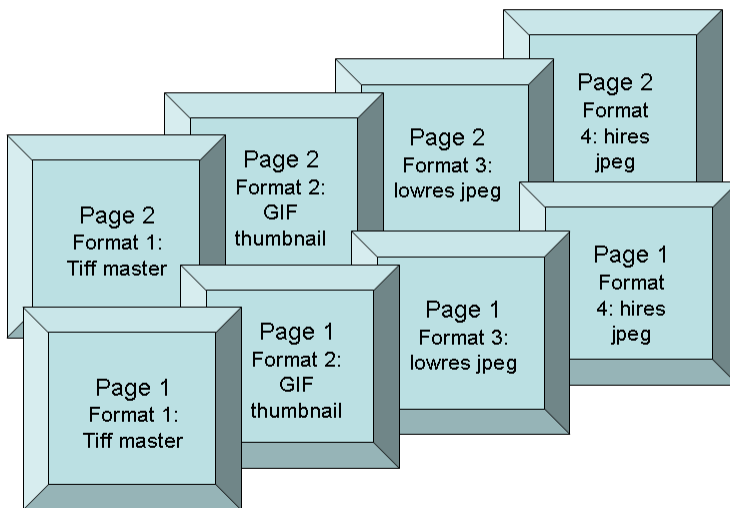 Page 2
Format 1:
Tiff master
Page 2
Format 2:
GIF
thumbnail
Page 2
Format 3:
lowres jpeg
Page 2
Format
4: hires
jpeg
Page 1
Format 1:
Tiff master
Page 1
Format 2:
GIF
thumbnail
Page 1
Format 3:
lowres jpeg
Page 1
Format
4: hires
jpeg